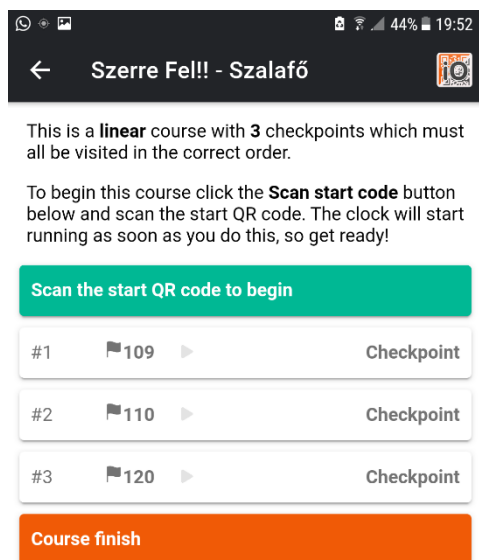 44% 19:52
Szerre Fel!! - Szalafő
iO
This is a linear course with 3 checkpoints which must
all be visited in the correct order.
To begin this course click the Scan start code button
below and scan the start QR code. The clock will start
running as soon as you do this, so get ready!
Scan the start QR code to begin
#1 109 Checkpoint
#2 110 Checkpoint
#3 120 Checkpoint
Course finish